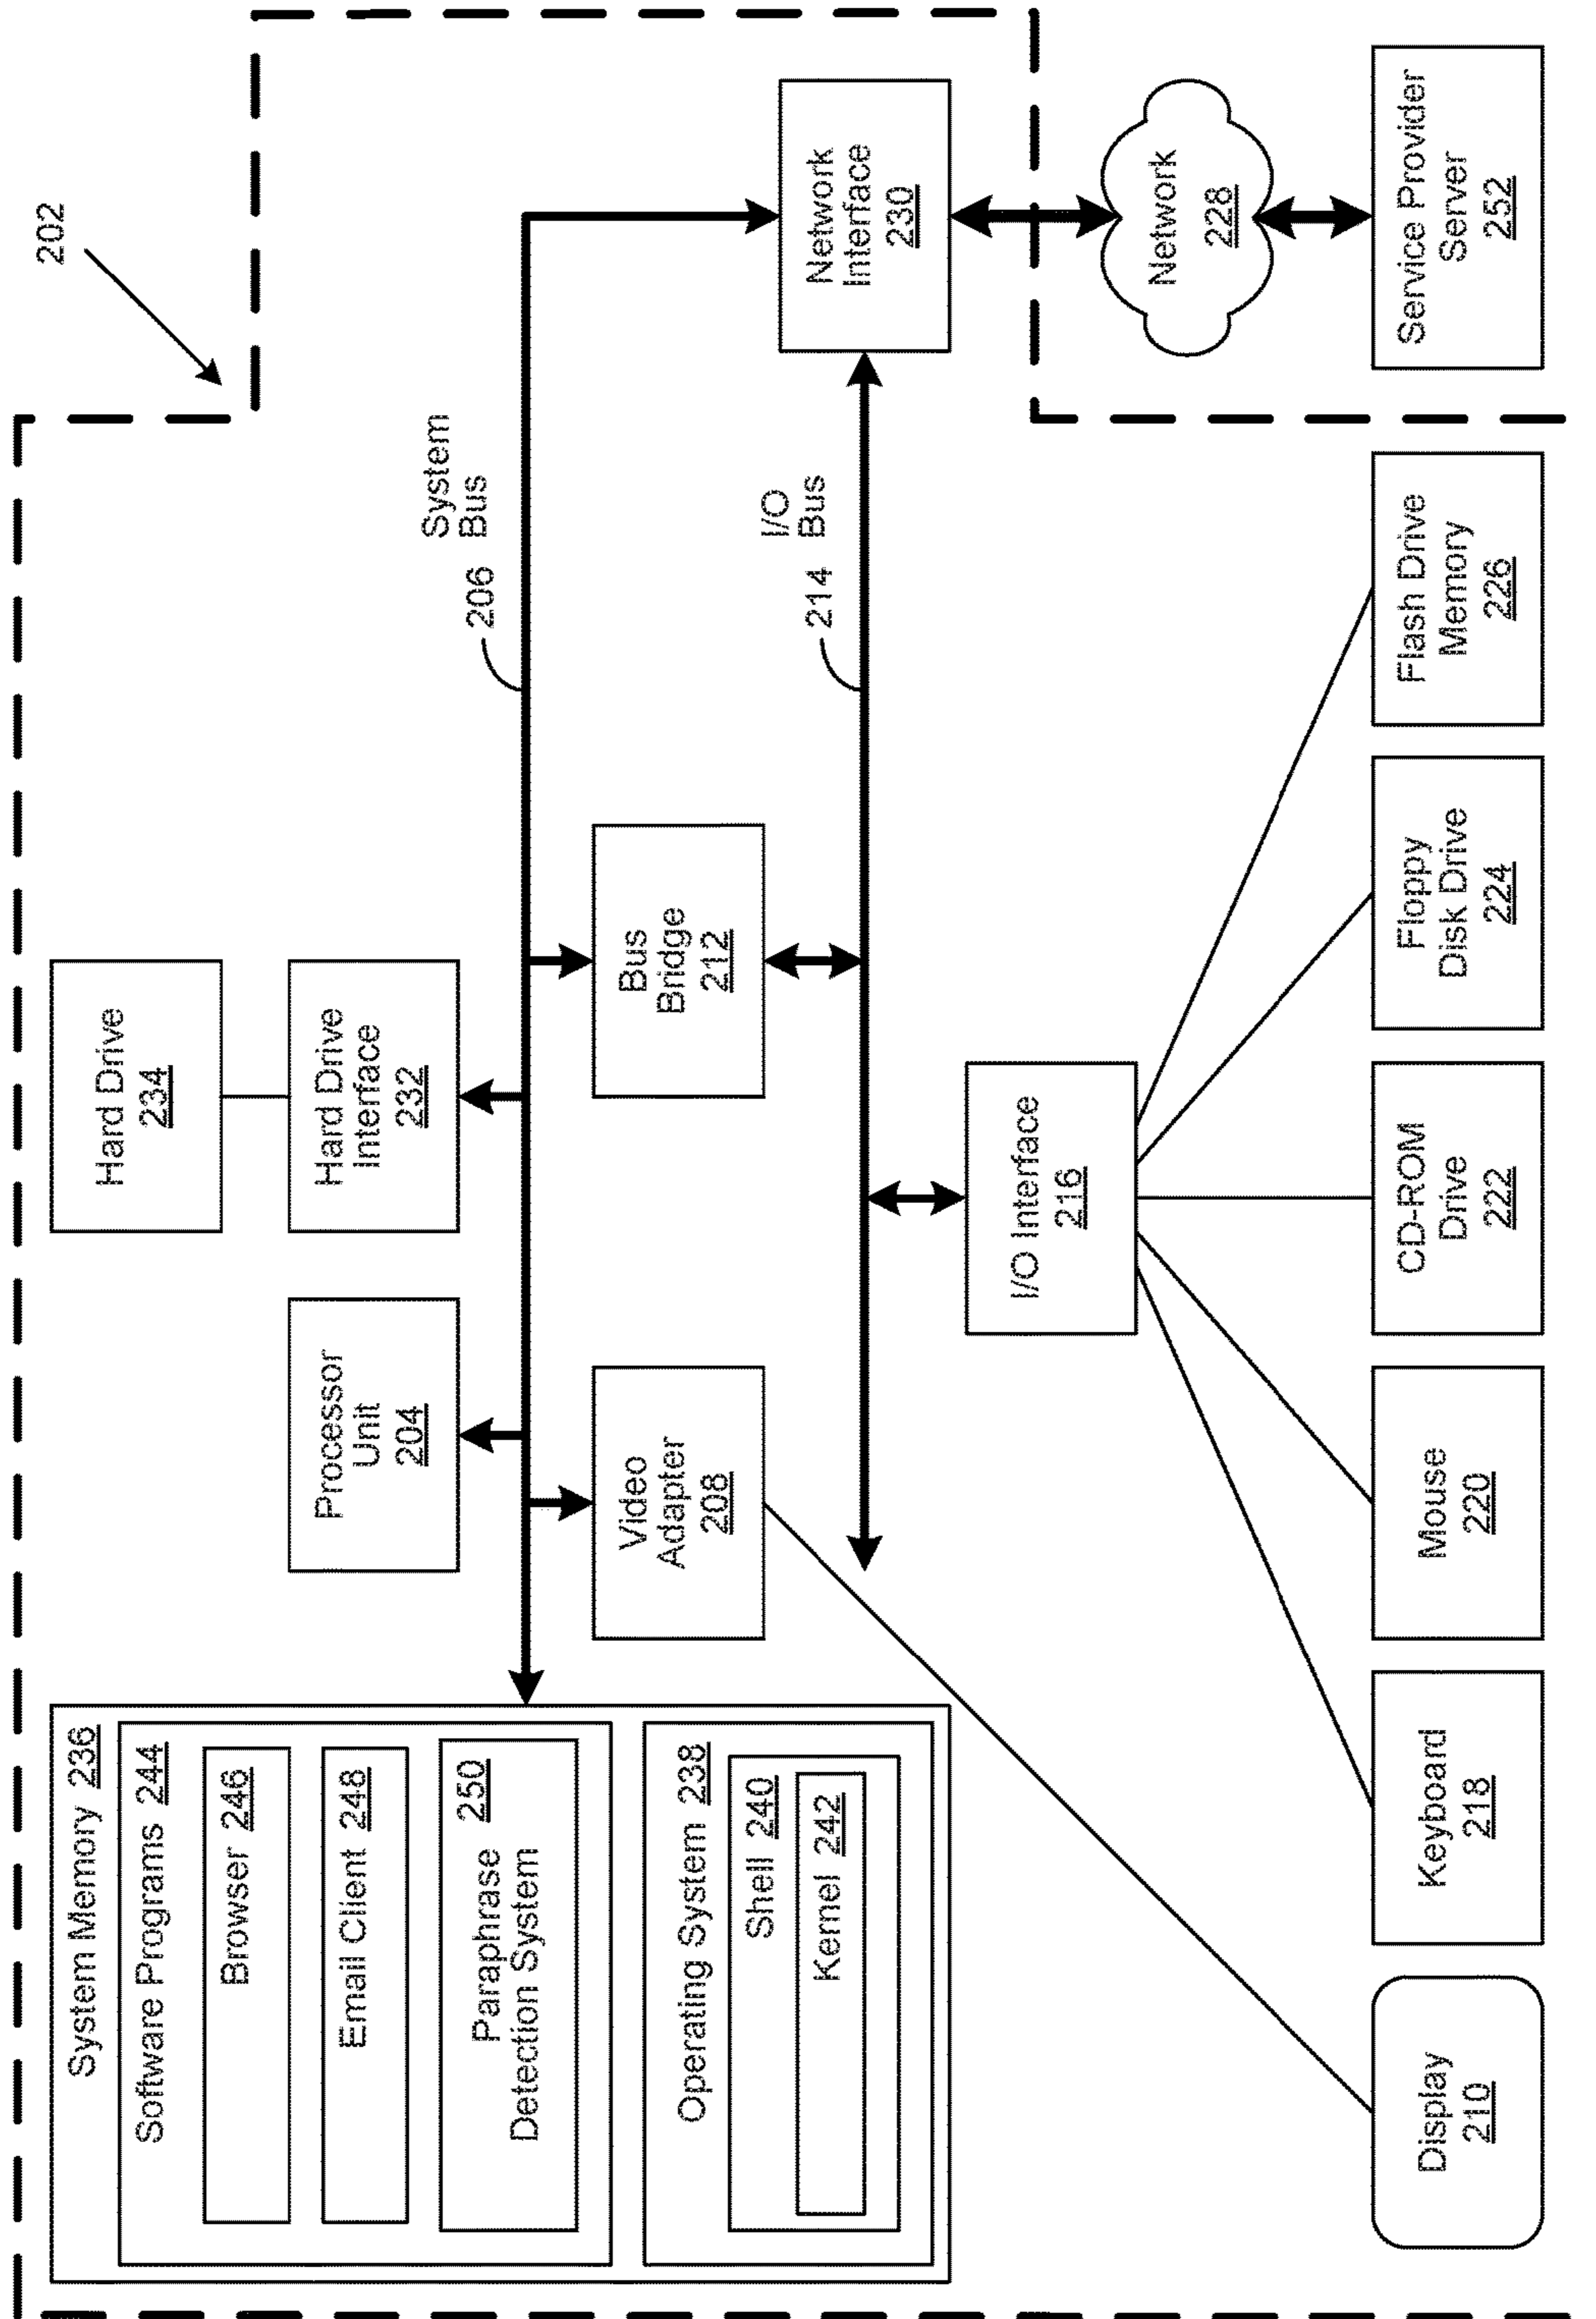 202
System Memory 236
Software Programs 244
Browser 246
Email Client 248
Paraphrase 250
Detection System
Operating System 238
Shell 240
Kernel 242
Processor
Unit
204
Hard Drive
234
Hard Drive
Interface
232
System
Bus
206
Video
Adapter
208
Bus
Bridge
212
I/O
Bus
214
Network
Interface
230
I/O Interface
216
Network
228
Display
210
Keyboard
218
Mouse
220
CD-ROM
Drive
222
Floppy
Disk Drive
224
Flash Drive
Memory
226
Service Provider
Server
252